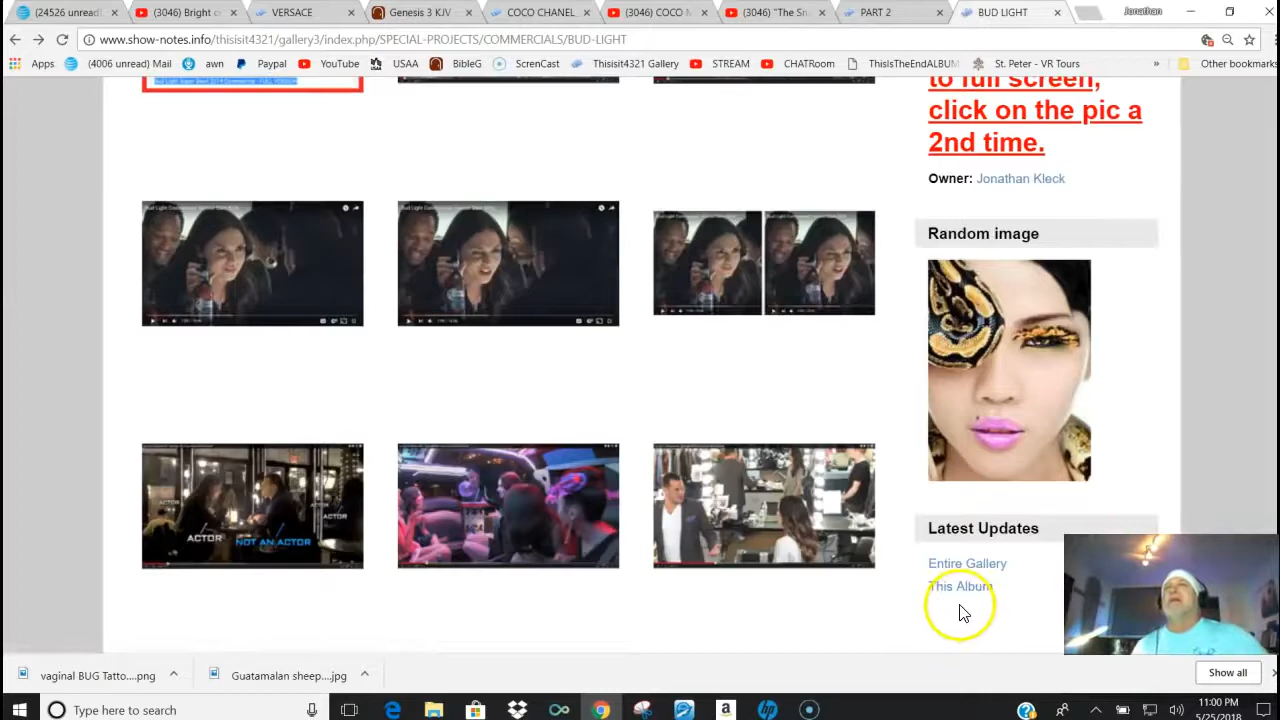 (24526 unread)
(3046) Bright c
VERSACE
Genesis 3 KJV
COCO CHANEL
(3046) COCO M
(3046) "The Sn
PART 2
BUD LIGHT
Jonathan
www.show-notes.info/thisisit4321/gallery3/index.php/SPECIAL-PROJECTS/COMMERCIALS/BUD-LIGHT
Apps
(4006 unread) Mail
awn
Paypal
YouTube
USAA
BibleG
ScrenCast
Thisisit4321 Gallery
STREAM
CHATRoom
ThisIsTheEndALBUM
St. Peter - VR Tours
»
Other bookmarks
to full screen,
click on the pic a
2nd time.
Owner: Jonathan Kleck
Random image
ACTOR
NOT AN ACTOR
ACTOR
ACTOR
Latest Updates
Entire Gallery
This Album
vaginal BUG Tatto....png
Guatamalan sheep....jpg
Show all
Type here to search
11:00 PM
5/25/2018